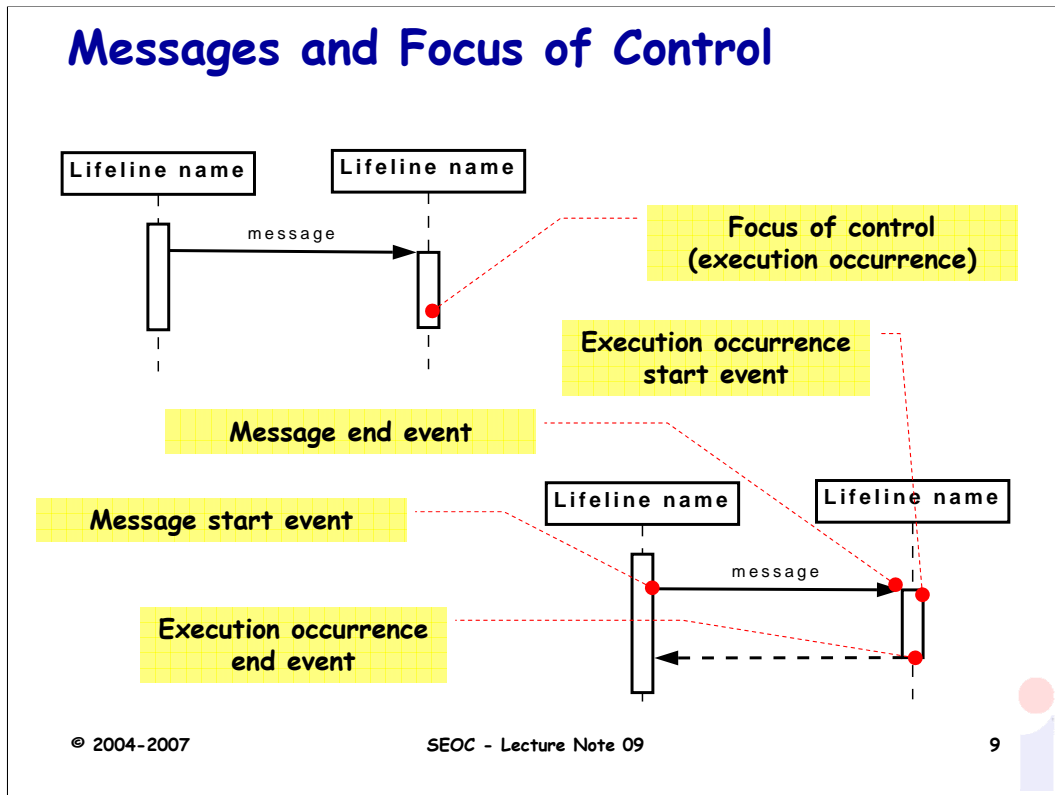 Messages and Focus of Control
Lifeline name
Lifeline name
message
Focus of control
(execution occurrence)
Execution occurrence
start event
Message end event
Lifeline name
Lifeline name
Message start event
message
Execution occurrence
end event
© 2004-2007
SEOC - Lecture Note 09
9